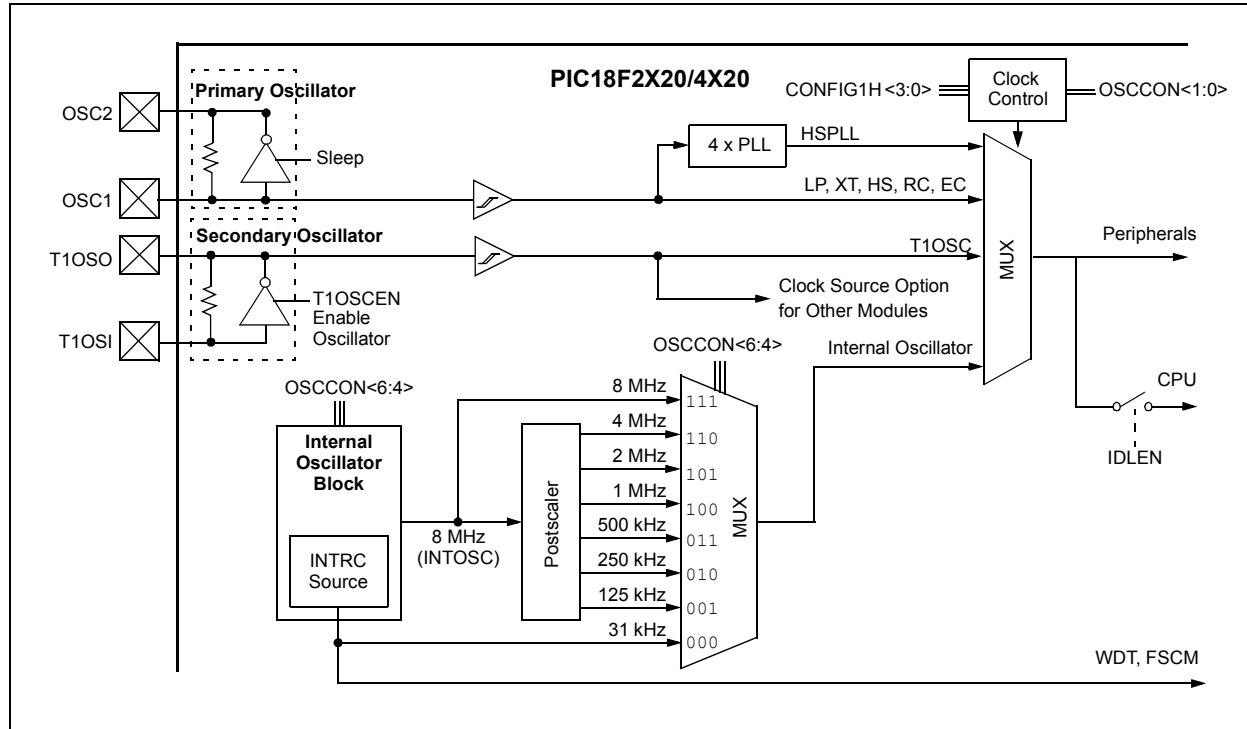 PIC18F2X20/4X20
Primary Oscillator
OSC2
Sleep
OSC1
CONFIG1H <3:0>
Clock
Control
OSCCON<1:0>
4 x PLL
HSPLL
LP, XT, HS, RC, EC
Secondary Oscillator
T1OSO
T1OSCEN
Enable
Oscillator
T1OSI
T1OSC
Clock Source Option
for Other Modules
MUX
Peripherals
Internal Oscillator
CPU
IDLEN
OSCCON<6:4>
OSCCON<6:4>
Internal
Oscillator
Block
INTRC
Source
8 MHz
(INTOSC)
Postscaler
8 MHz
111
4 MHz
110
2 MHz
101
1 MHz
100
500 kHz
011
250 kHz
010
125 kHz
001
31 kHz
000
MUX
WDT, FSCM